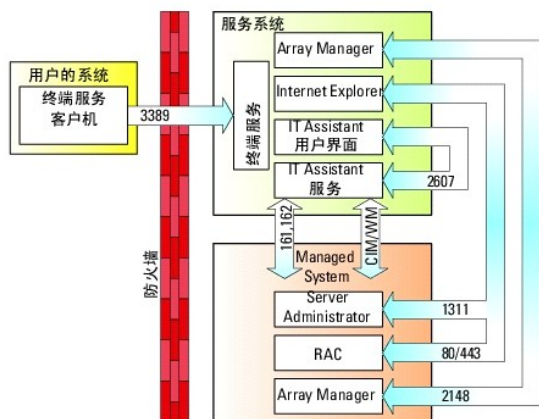 服务系统
Array Manager
用户的系统
终端服务
客户机
3389
终端服务
Internet Explorer
IT Assistant
用户界面
IT Assistant
服务
2607
161,162
CIM/WM
防火墙
Managed
System
Server
Administrator
1311
RAC
80/443
Array Manager
2148